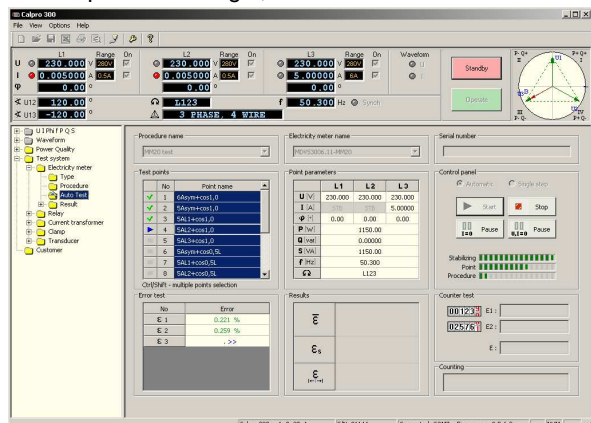 Calpro 300
File View Options Help
L1 Range On L2 Range On L3 Range On Waveform
U 230.000 V 280V 230.000 V 280V 230.000 V 280V U
I 0.005000 A 0.5A 0.005000 A 0.5A 5.00000 A 6A I
φ 0.00 ° 0.00 ° 0.00 °
Standby
Operate
U12 120.00 ° L123 f 50.300 Hz Synch
U13 -120.00 ° 3 PHASE, 4 WIRE
P- Q+ II
P+ Q+ I
U1
P- Q-
P+ Q-
IV
U I Phi f P Q S
Waveform
Power Quality
Test system
Electricity meter
Type
Procedure
Auto Test
Result
Relay
Current transformer
Clamp
Transducer
Customer
Procedure name
MM20 test
Electricity meter name
Serial number
Test points
No Point name
1 6Asym+cos1,0
2 5Asym+cos1,0
3 5AL1+cos1,0
4 5AL2+cos1,0
5 5AL3+cos1,0
6 5Asym+cos0,5L
7 5AL1+cos0,5L
8 5AL2+cos0,5L
Ctrl/Shift - multiple points selection
Point parameters
L1 L2 L3
U [V] 230.000 230.000 230.000
I [A] 5.00000
φ [°] 0.00 0.00 0.00
P [W] 1150.00
Q [var] 0.00000
S [VA] 1150.00
f [Hz] 50.300
L123
Control panel
Automatic Single step
Start Stop
I=0 Pause U,I=0 Pause
Stabilizing
Point
Procedure
Error test
No Error
ε 1 0.221 %
ε 2 0.259 %
ε 3 . >>
Results
ε
εs
ε
Counter test
E1 :
E2 :
E :
Counting